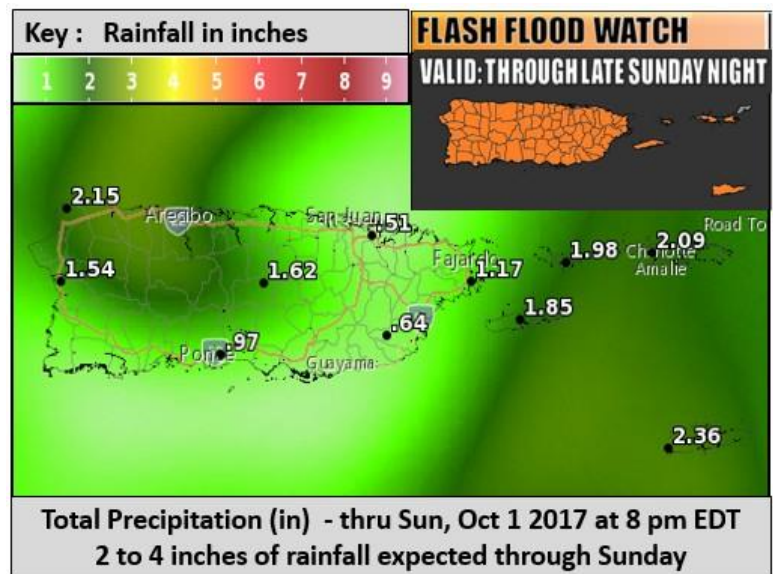 Key : Rainfall in inches
1 2 3 4 5 6 7 8 9
FLASH FLOOD WATCH
VALID: THROUGH LATE SUNDAY NIGHT
2.15
Arecibo
San Juan
.51
Road To
1.54
1.62
Fajardo
1.17
1.98
2.09
Charlotte
Amalie
1.85
.64
Ponce
.97
Guayama
2.36
Total Precipitation (in) - thru Sun, Oct 1 2017 at 8 pm EDT
2 to 4 inches of rainfall expected through Sunday